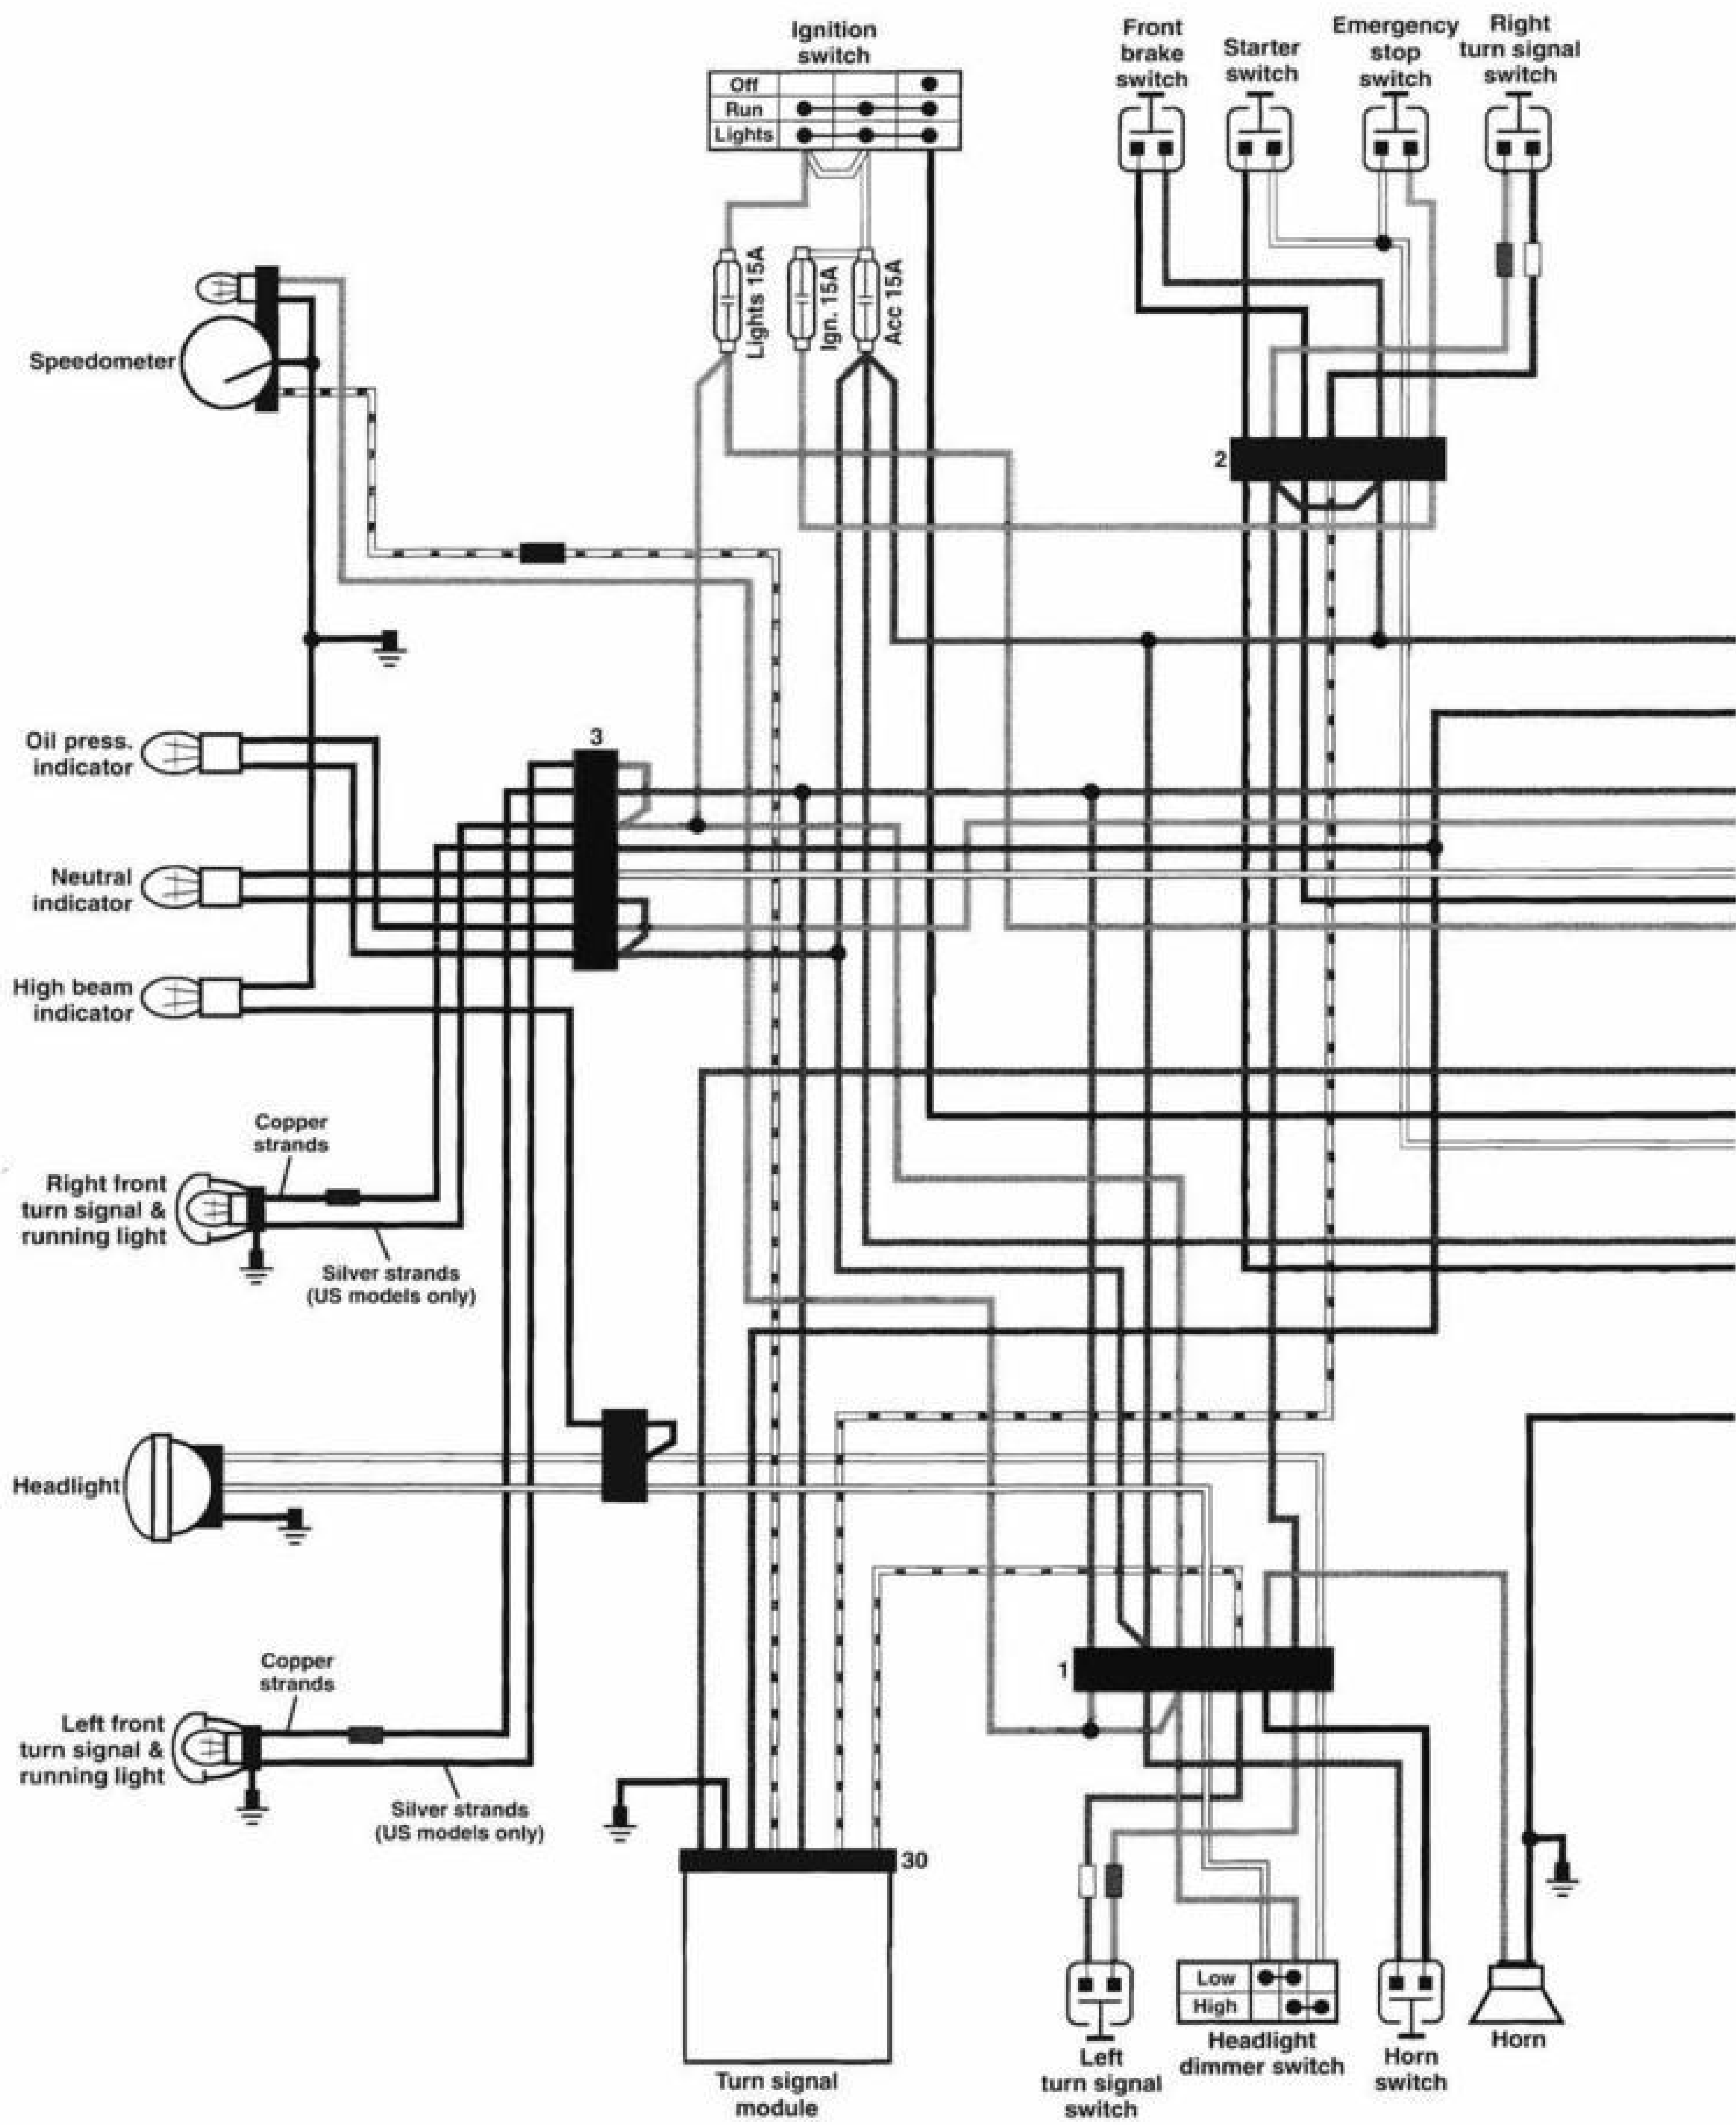 Ignition
switch
Off
Run
Lights
Front
brake
switch
Starter
switch
Emergency
stop
switch
Right
turn signal
switch
Lights 15A
Ign. 15A
Acc 15A
Speedometer
2
Oil press.
indicator
3
Neutral
indicator
High beam
indicator
Copper
strands
Right front
turn signal &
running light
Silver strands
(US models only)
Headlight
Copper
strands
1
Left front
turn signal &
running light
Silver strands
(US models only)
30
Turn signal
module
Left
turn signal
switch
Low
High
Headlight
dimmer switch
Horn
switch
Horn